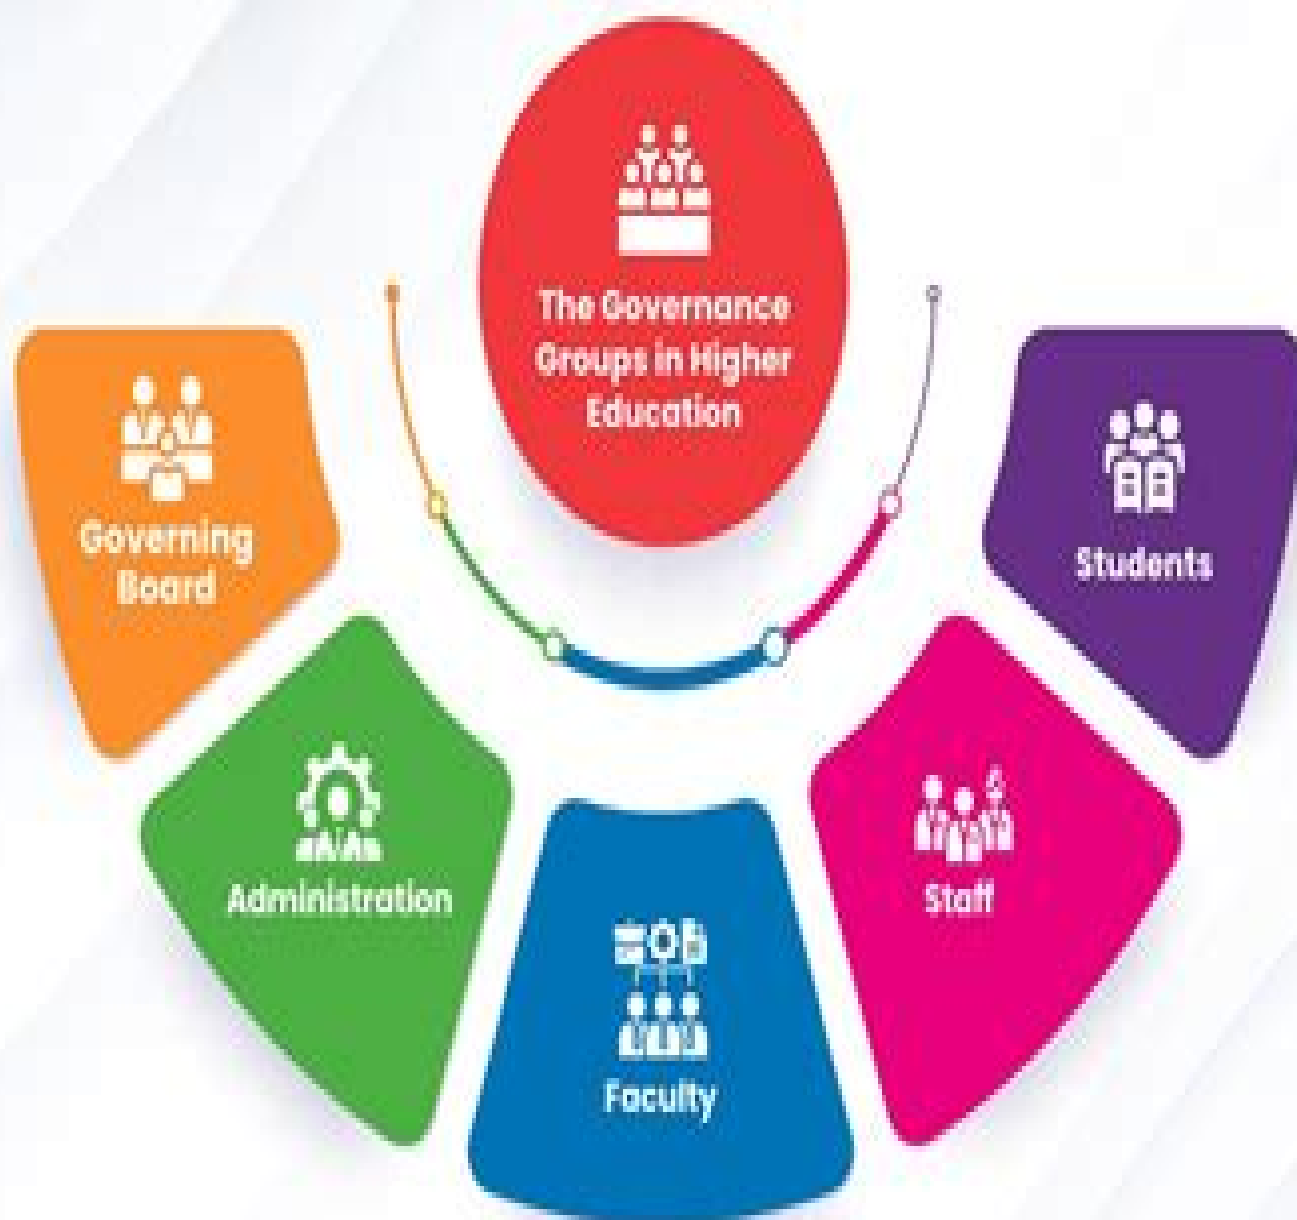 The Governance
Groups in Higher
Education
Governing
Board
Administration
Faculty
Staff
Students